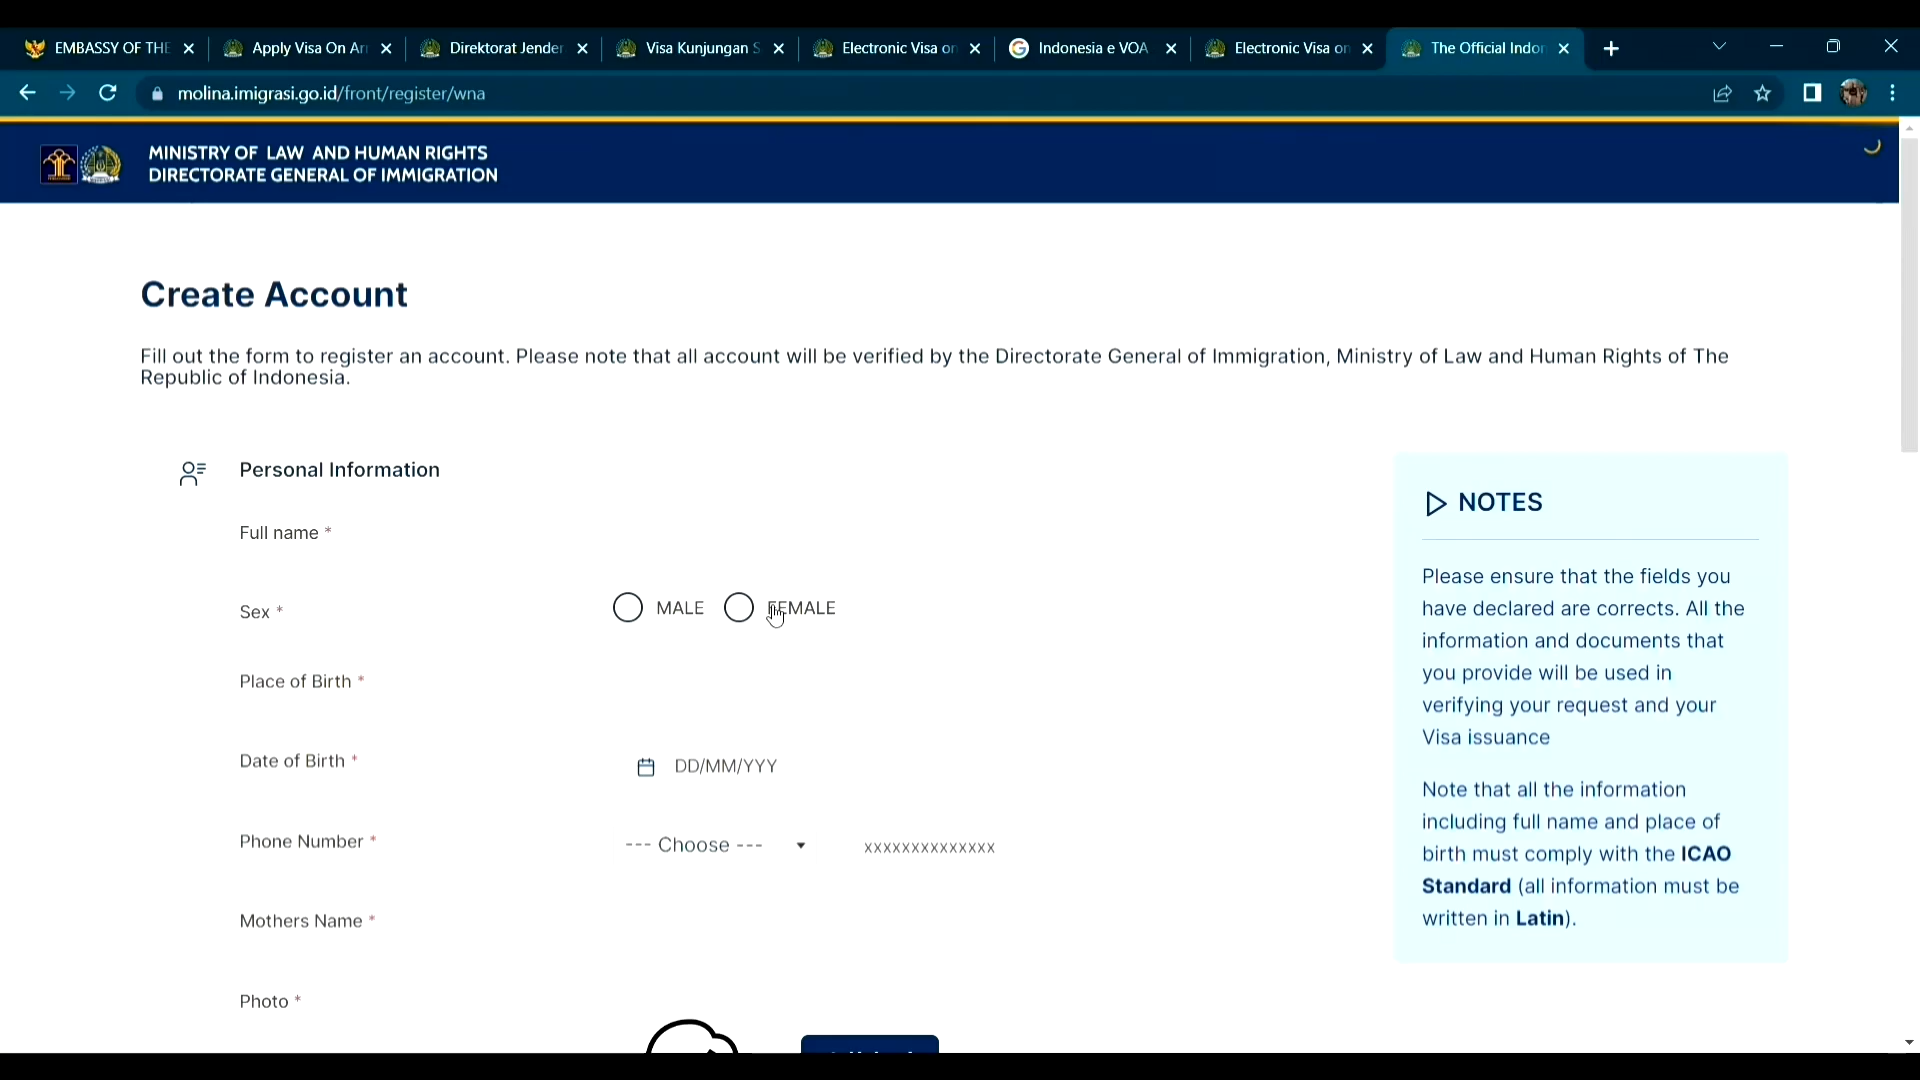 EMBASSY OF THE
Apply Visa On Arr
Direktorat Jender
Visa Kunjungan S
Electronic Visa on
Indonesia e VOA
Electronic Visa on
The Official Indon
molina.imigrasi.go.id/front/register/wna
MINISTRY OF LAW AND HUMAN RIGHTS
DIRECTORATE GENERAL OF IMMIGRATION
Create Account
Fill out the form to register an account. Please note that all account will be verified by the Directorate General of Immigration, Ministry of Law and Human Rights of The
Republic of Indonesia.
Personal Information
Full name *
Sex * MALE FEMALE
Place of Birth *
Date of Birth * DD/MM/YYY
Phone Number * --- Choose --- xxxxxxxxxxxxxx
Mothers Name *
Photo *
NOTES
Please ensure that the fields you
have declared are corrects. All the
information and documents that
you provide will be used in
verifying your request and your
Visa issuance
Note that all the information
including full name and place of
birth must comply with the ICAO
Standard (all information must be
written in Latin).